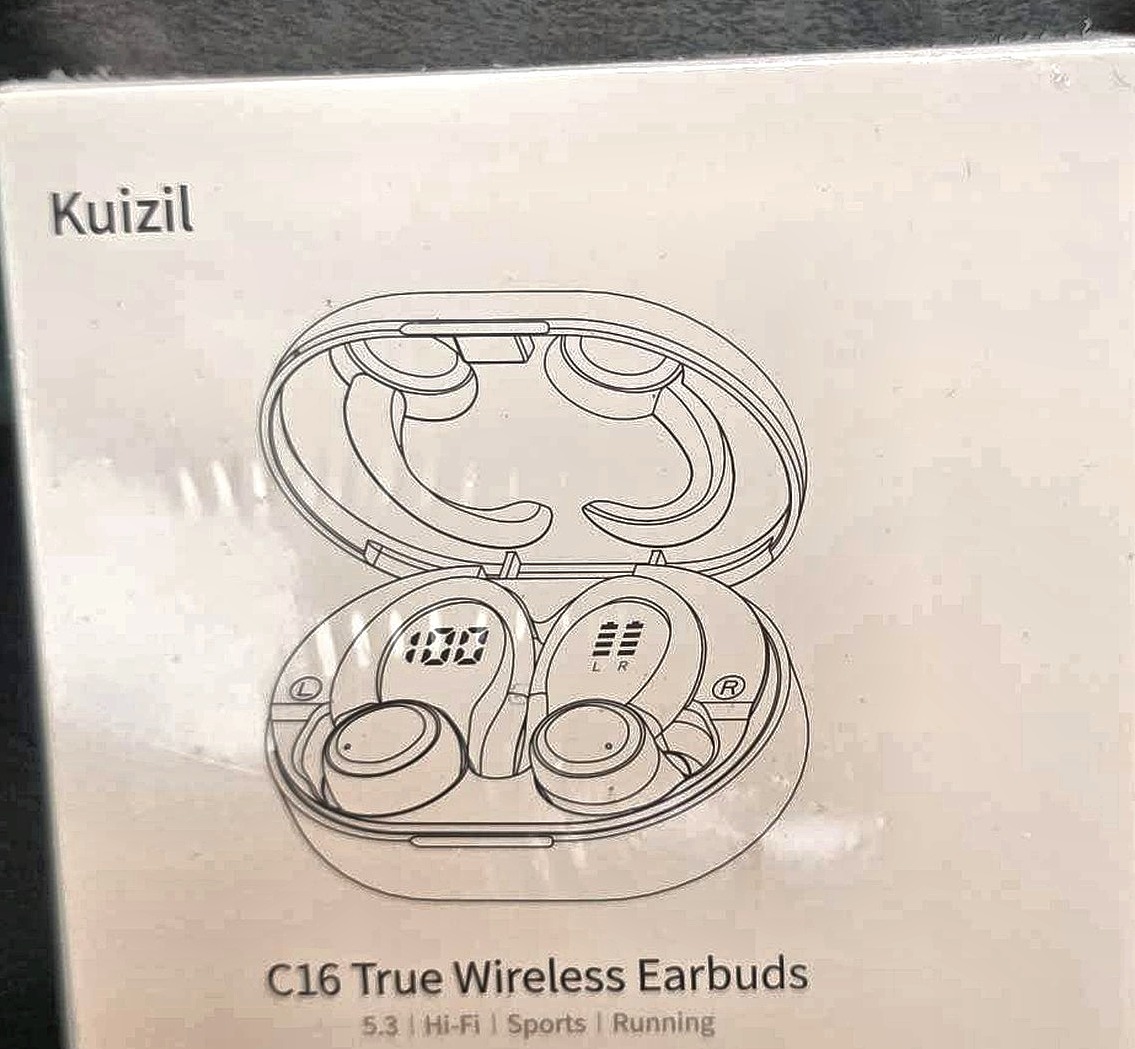 Kuizil
100
L R
L
R
C16 True Wireless Earbuds
5.3 | Hi-Fi | Sports | Running